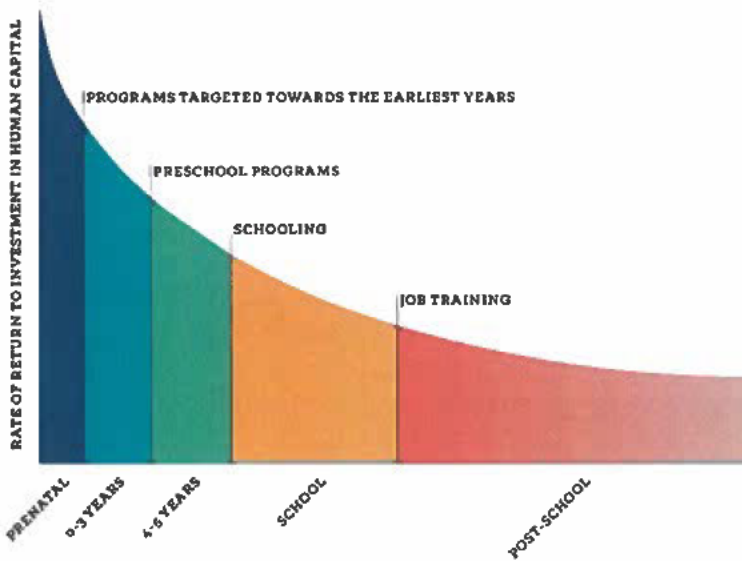 RATE OF RETURN TO INVESTMENT IN HUMAN CAPITAL
PROGRAMS TARGETED TOWARDS THE EARLIEST YEARS
PRESCHOOL PROGRAMS
SCHOOLING
JOB TRAINING
PRENATAL
0-3 YEARS
4-5 YEARS
SCHOOL
POST-SCHOOL